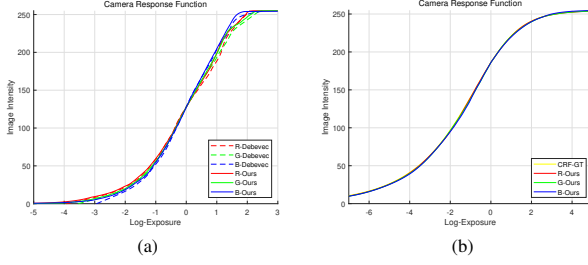 Camera Response Function
250
200
150
100
50
0
Image Intensity
-5 -4 -3 -2 -1 0 1 2 3
Log-Exposure
R-Debevec
G-Debevec
B-Debevec
R-Ours
G-Ours
B-Ours
(a)
Camera Response Function
250
200
150
100
50
0
Image Intensity
-6 -4 -2 0 2 4
Log-Exposure
CRF-GT
R-Ours
G-Ours
B-Ours
(b)